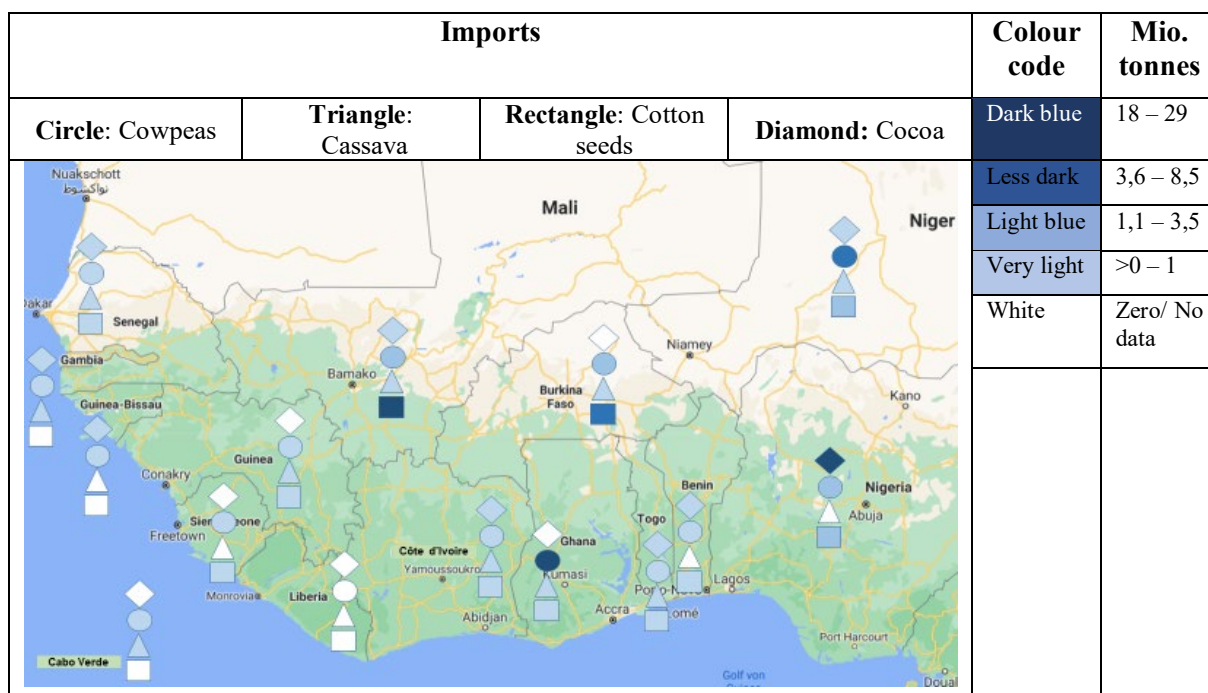 Imports
Colour code
Mio. tonnes
Circle: Cowpeas
Triangle: Cassava
Rectangle: Cotton seeds
Diamond: Cocoa
Dark blue
18 – 29
Less dark
3,6 – 8,5
Light blue
1,1 – 3,5
Very light
>0 – 1
White
Zero/ No data
Nuakschott
نواكشوط
Mali
Niger
Dakar
Senegal
Niamey
Gambia
Bamako
Burkina Faso
Kano
Guinea-Bissau
Guinea
Conakry
Benin
Nigeria
Abuja
Togo
Freetown
Côte d'Ivoire
Ghana
Yamoussoukro
Kumasi
Lagos
Monrovia
Liberia
Accra
Abidjan
Port Harcourt
Cabo Verde
Golf von